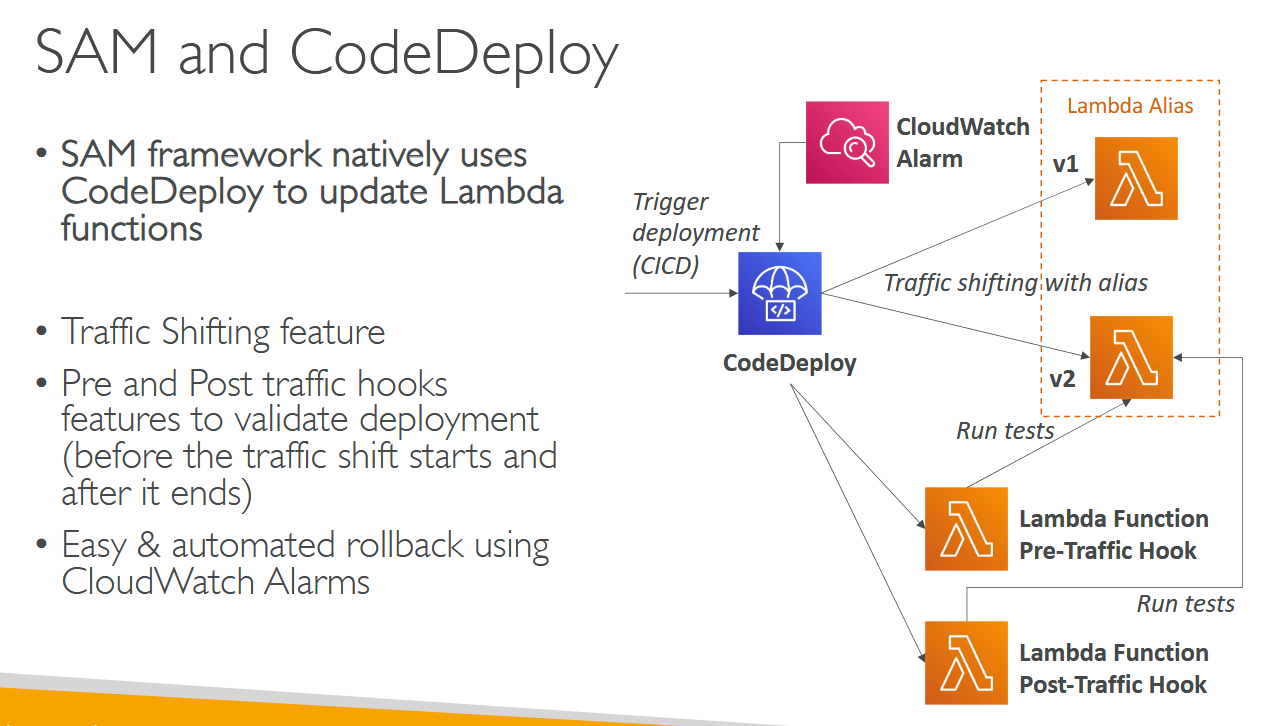 SAM and CodeDeploy
• SAM framework natively uses
CodeDeploy to update Lambda
functions
• Traffic Shifting feature
• Pre and Post traffic hooks
features to validate deployment
(before the traffic shift starts and
after it ends)
• Easy & automated rollback using
CloudWatch Alarms
Lambda Alias
CloudWatch
Alarm
v1
Trigger
deployment
(CICD)
Traffic shifting with alias
CodeDeploy
v2
Run tests
Lambda Function
Pre-Traffic Hook
Run tests
Lambda Function
Post-Traffic Hook